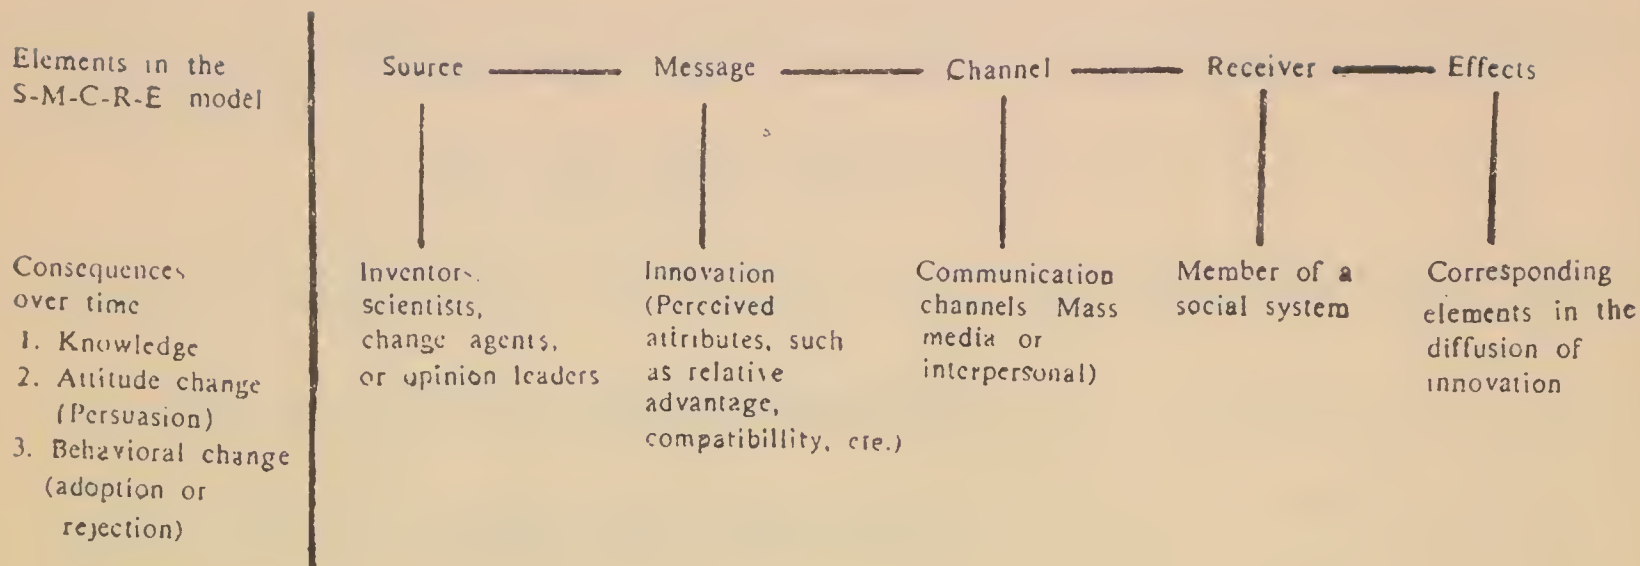 Elements in the
S-M-C-R-E model
Source Message Channel Receiver Effects
Consequences
over time
1. Knowledge
2. Attitude change
(Persuasion)
3. Behavioral change
(adoption or
rejection)
Inventors,
scientists,
change agents,
or opinion leaders
Innovation
(Perceived
attributes, such
as relative
advantage,
compatibillity, etc.)
Communication
channels Mass
media or
interpersonal)
Member of a
social system
Corresponding
elements in the
diffusion of
innovation